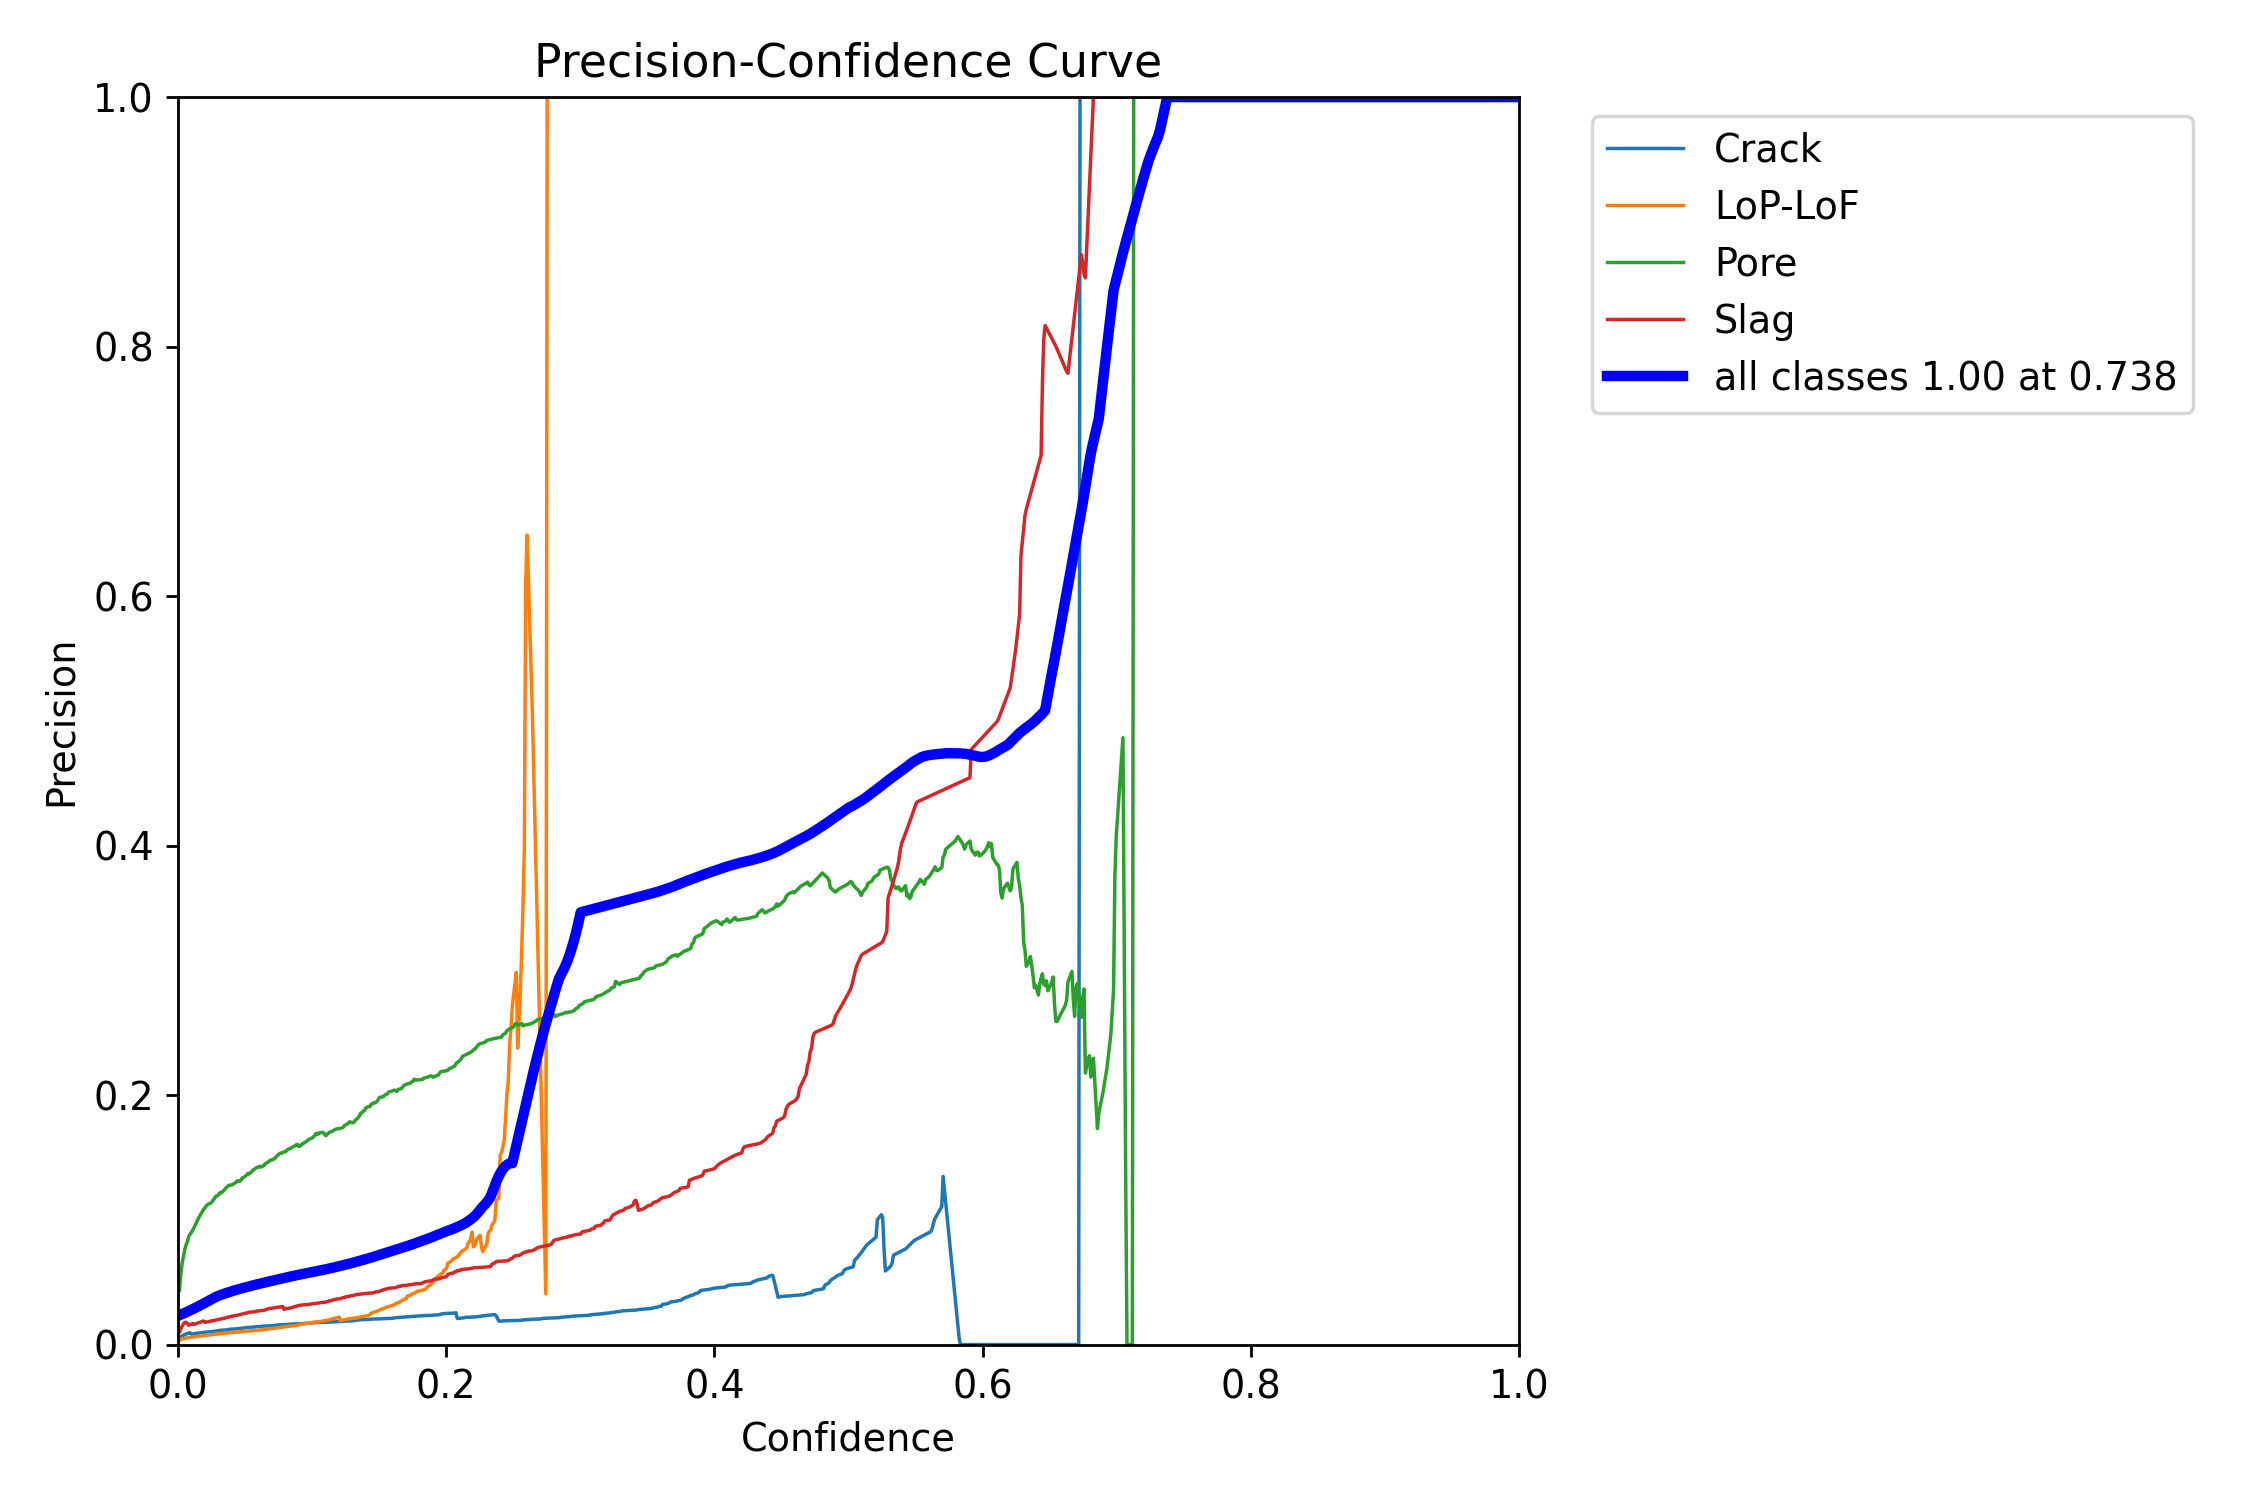 Precision-Confidence Curve
1.0
0.8
0.6
0.4
0.2
0.0
Precision
0.0 0.2 0.4 0.6 0.8 1.0
Confidence
Crack
LoP-LoF
Pore
Slag
all classes 1.00 at 0.738